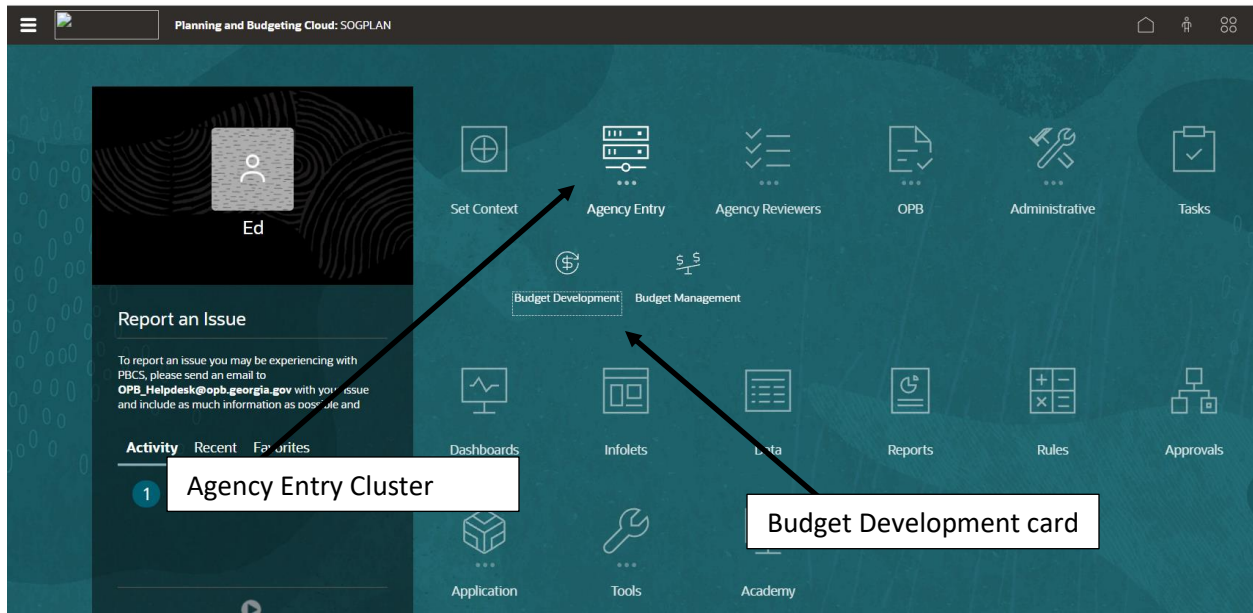 Planning and Budgeting Cloud: SOGPLAN
Ed
Report an Issue
To report an issue you may be experiencing with
PBCS, please send an email to
OPB_Helpdesk@opb.georgia.gov with your issue
and include as much information as possible and
Activity Recent Favorites
1
Set Context
Agency Entry
Agency Reviewers
OPB
Administrative
Tasks
Budget Development
Budget Management
Dashboards
Infolets
Data
Reports
Rules
Approvals
Agency Entry Cluster
Budget Development card
Application
Tools
Academy